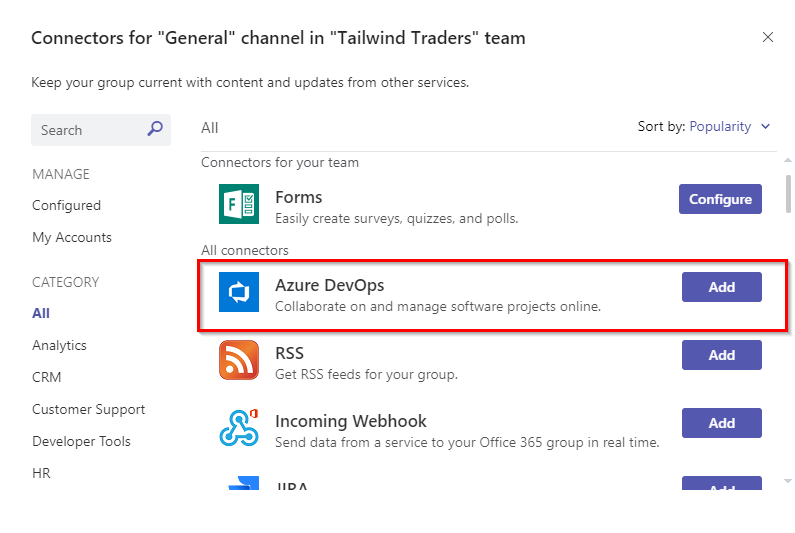 Connectors for "General" channel in "Tailwind Traders" team
Keep your group current with content and updates from other services.
Search
All
Sort by: Popularity
MANAGE
Configured
My Accounts
CATEGORY
All
Analytics
CRM
Customer Support
Developer Tools
HR
Connectors for your team
Forms
Easily create surveys, quizzes, and polls.
Configure
All connectors
Azure DevOps
Collaborate on and manage software projects online.
Add
RSS
Get RSS feeds for your group.
Add
Incoming Webhook
Send data from a service to your Office 365 group in real time.
Add
JIRA
Add